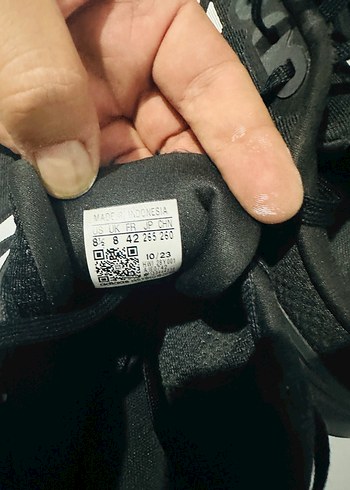 MADE IN INDONESIA
US UK FR JP CHN
8½ 8 42 265 260
10/23